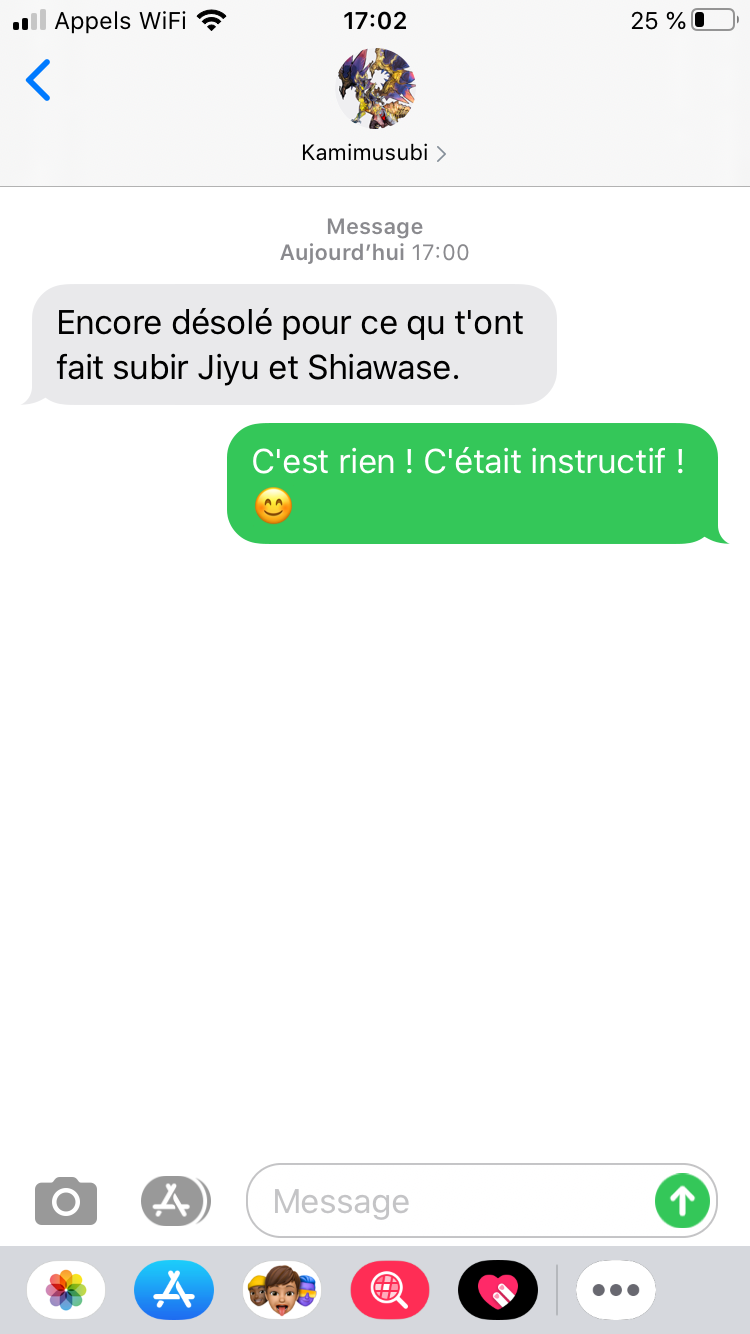 Appels WiFi 17:02 25 %
Kamimusubi
Message
Aujourd’hui 17:00
Encore désolé pour ce qu t'ont
fait subir Jiyu et Shiawase.
C'est rien ! C'était instructif !
😊
Message